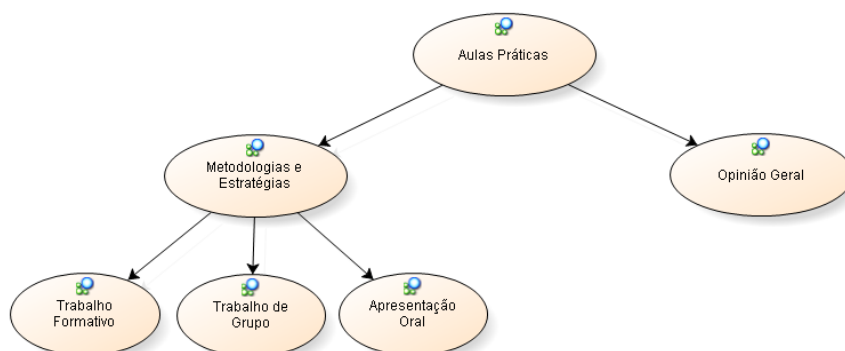 Aulas Práticas
Metodologias e
Estratégias
Opinião Geral
Trabalho
Formativo
Trabalho de
Grupo
Apresentação
Oral